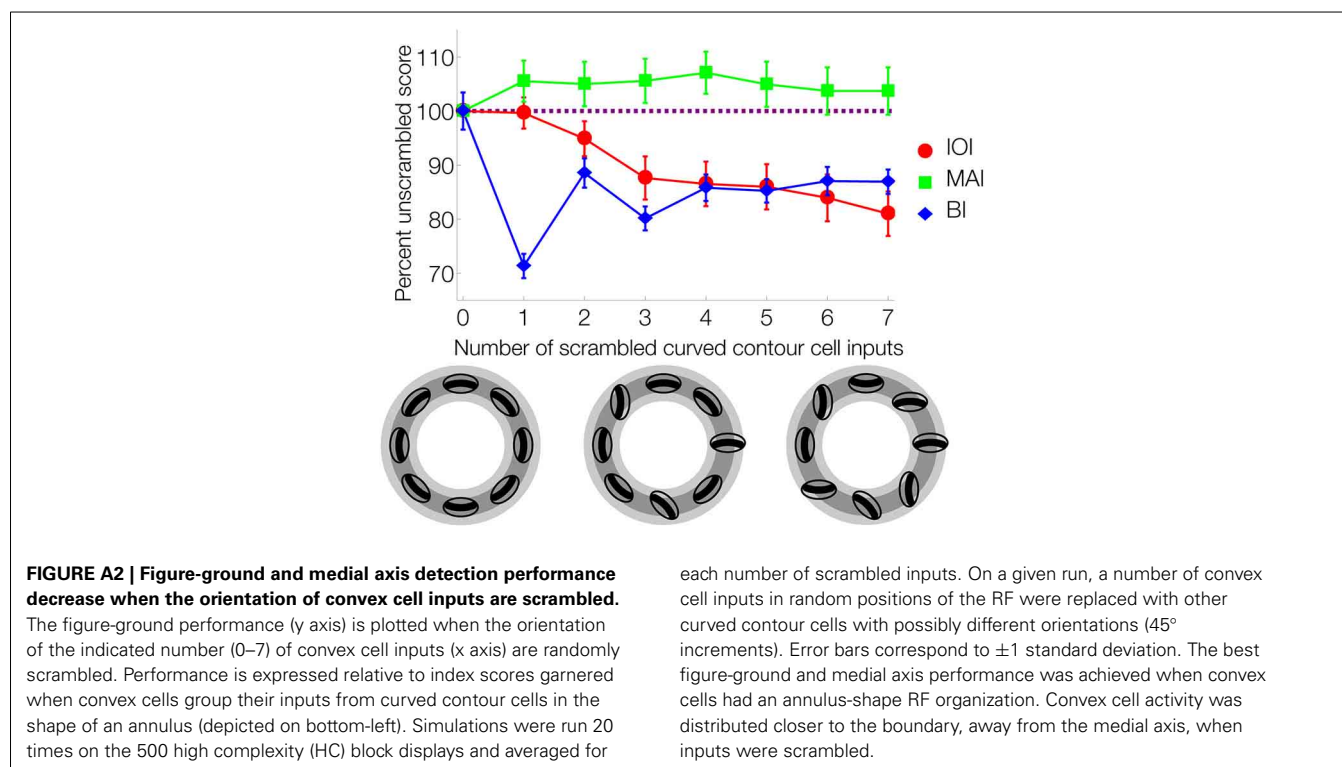 110
100
90
80
70
Percent unscrambled score
0 1 2 3 4 5 6 7
Number of scrambled curved contour cell inputs
IOI
MAI
BI
FIGURE A2 | Figure-ground and medial axis detection performance
decrease when the orientation of convex cell inputs are scrambled.
The figure-ground performance (y axis) is plotted when the orientation
of the indicated number (0–7) of convex cell inputs (x axis) are randomly
scrambled. Performance is expressed relative to index scores garnered
when convex cells group their inputs from curved contour cells in the
shape of an annulus (depicted on bottom-left). Simulations were run 20
times on the 500 high complexity (HC) block displays and averaged for
each number of scrambled inputs. On a given run, a number of convex
cell inputs in random positions of the RF were replaced with other
curved contour cells with possibly different orientations (45°
increments). Error bars correspond to ±1 standard deviation. The best
figure-ground and medial axis performance was achieved when convex
cells had an annulus-shape RF organization. Convex cell activity was
distributed closer to the boundary, away from the medial axis, when
inputs were scrambled.